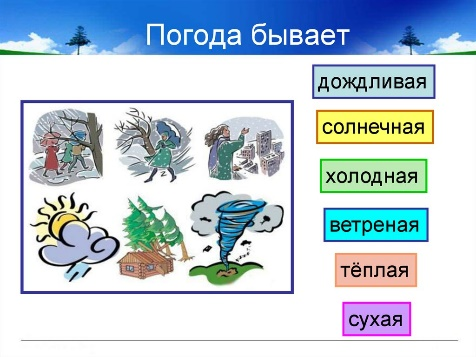 Погода бывает
дождливая
солнечная
холодная
ветреная
тёплая
сухая